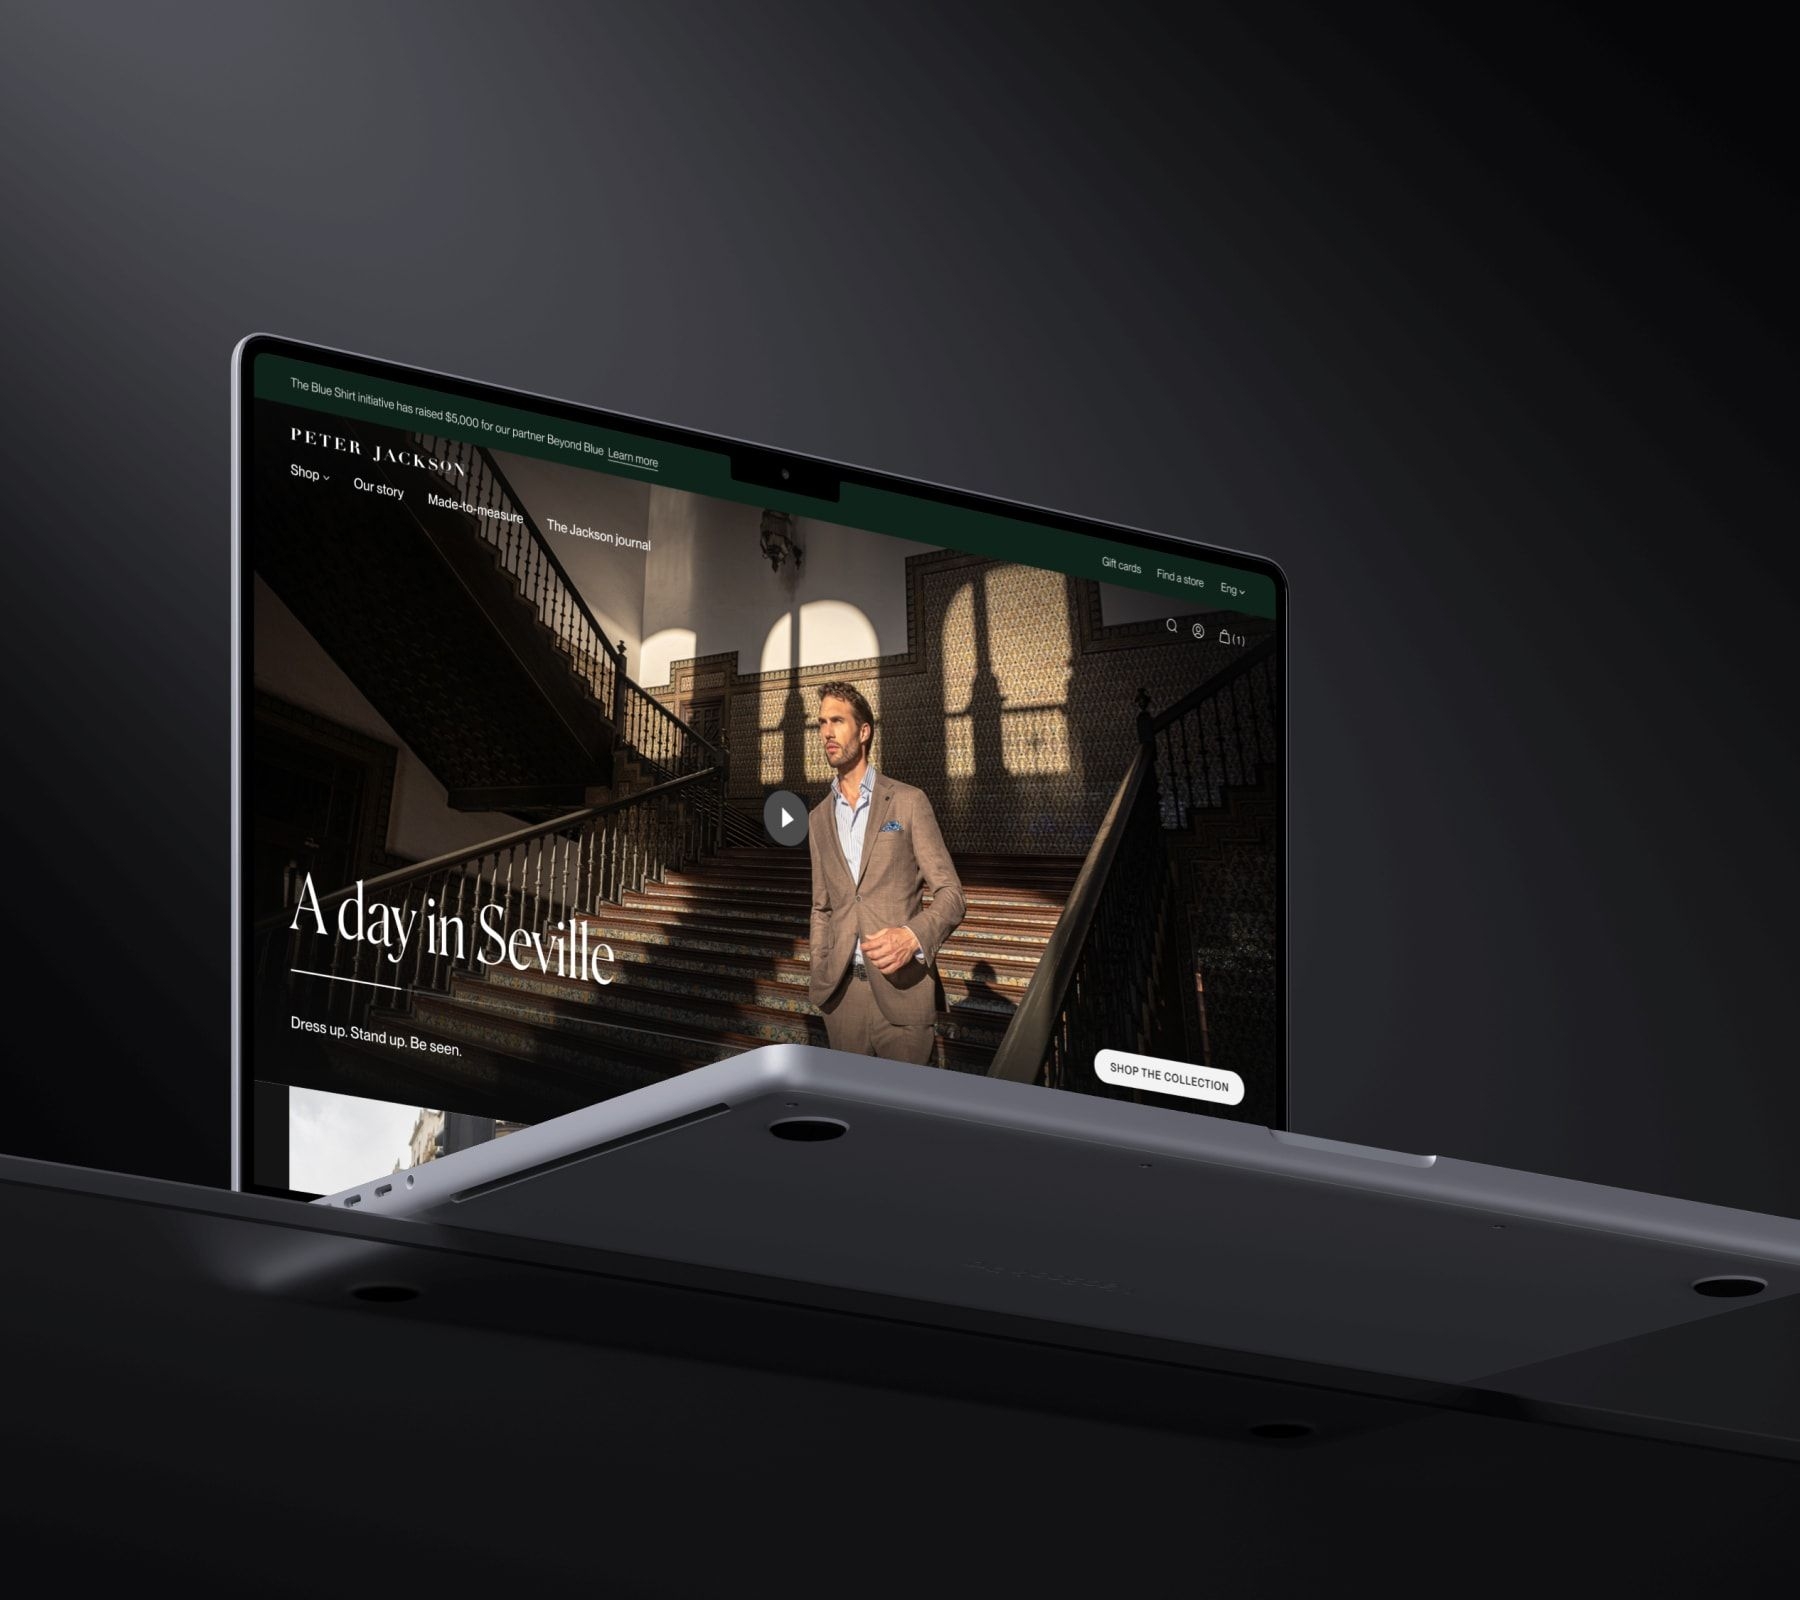 The Blue Shirt initiative has raised $5,000 for our partner Beyond Blue Learn more
Gift cards Find a store Eng
PETER JACKSON
Shop Our story Made-to-measure The Jackson journal
(1)
A day in Seville
Dress up. Stand up. Be seen.
SHOP THE COLLECTION